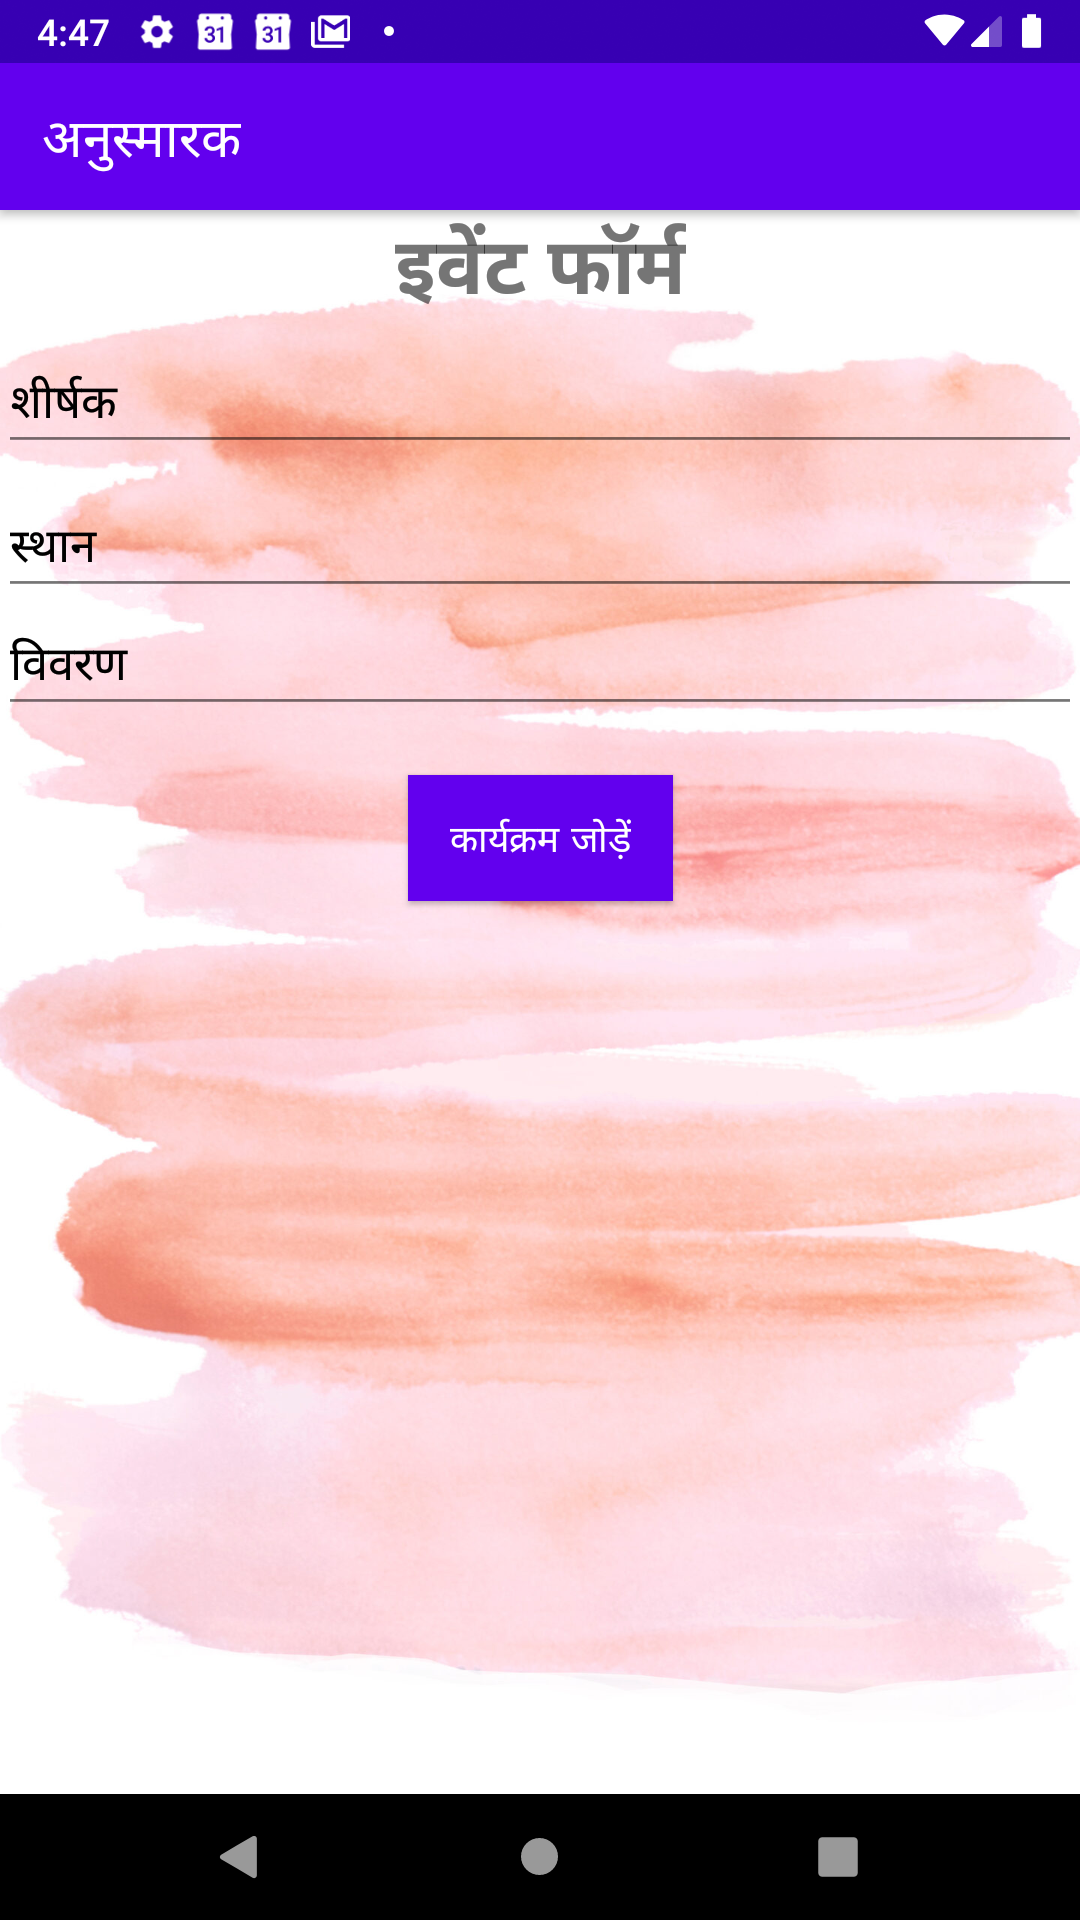 4:47 31 31
अनुस्मारक
इवेंट फॉर्म
शीर्षक
स्थान
विवरण
कार्यक्रम जोड़ें